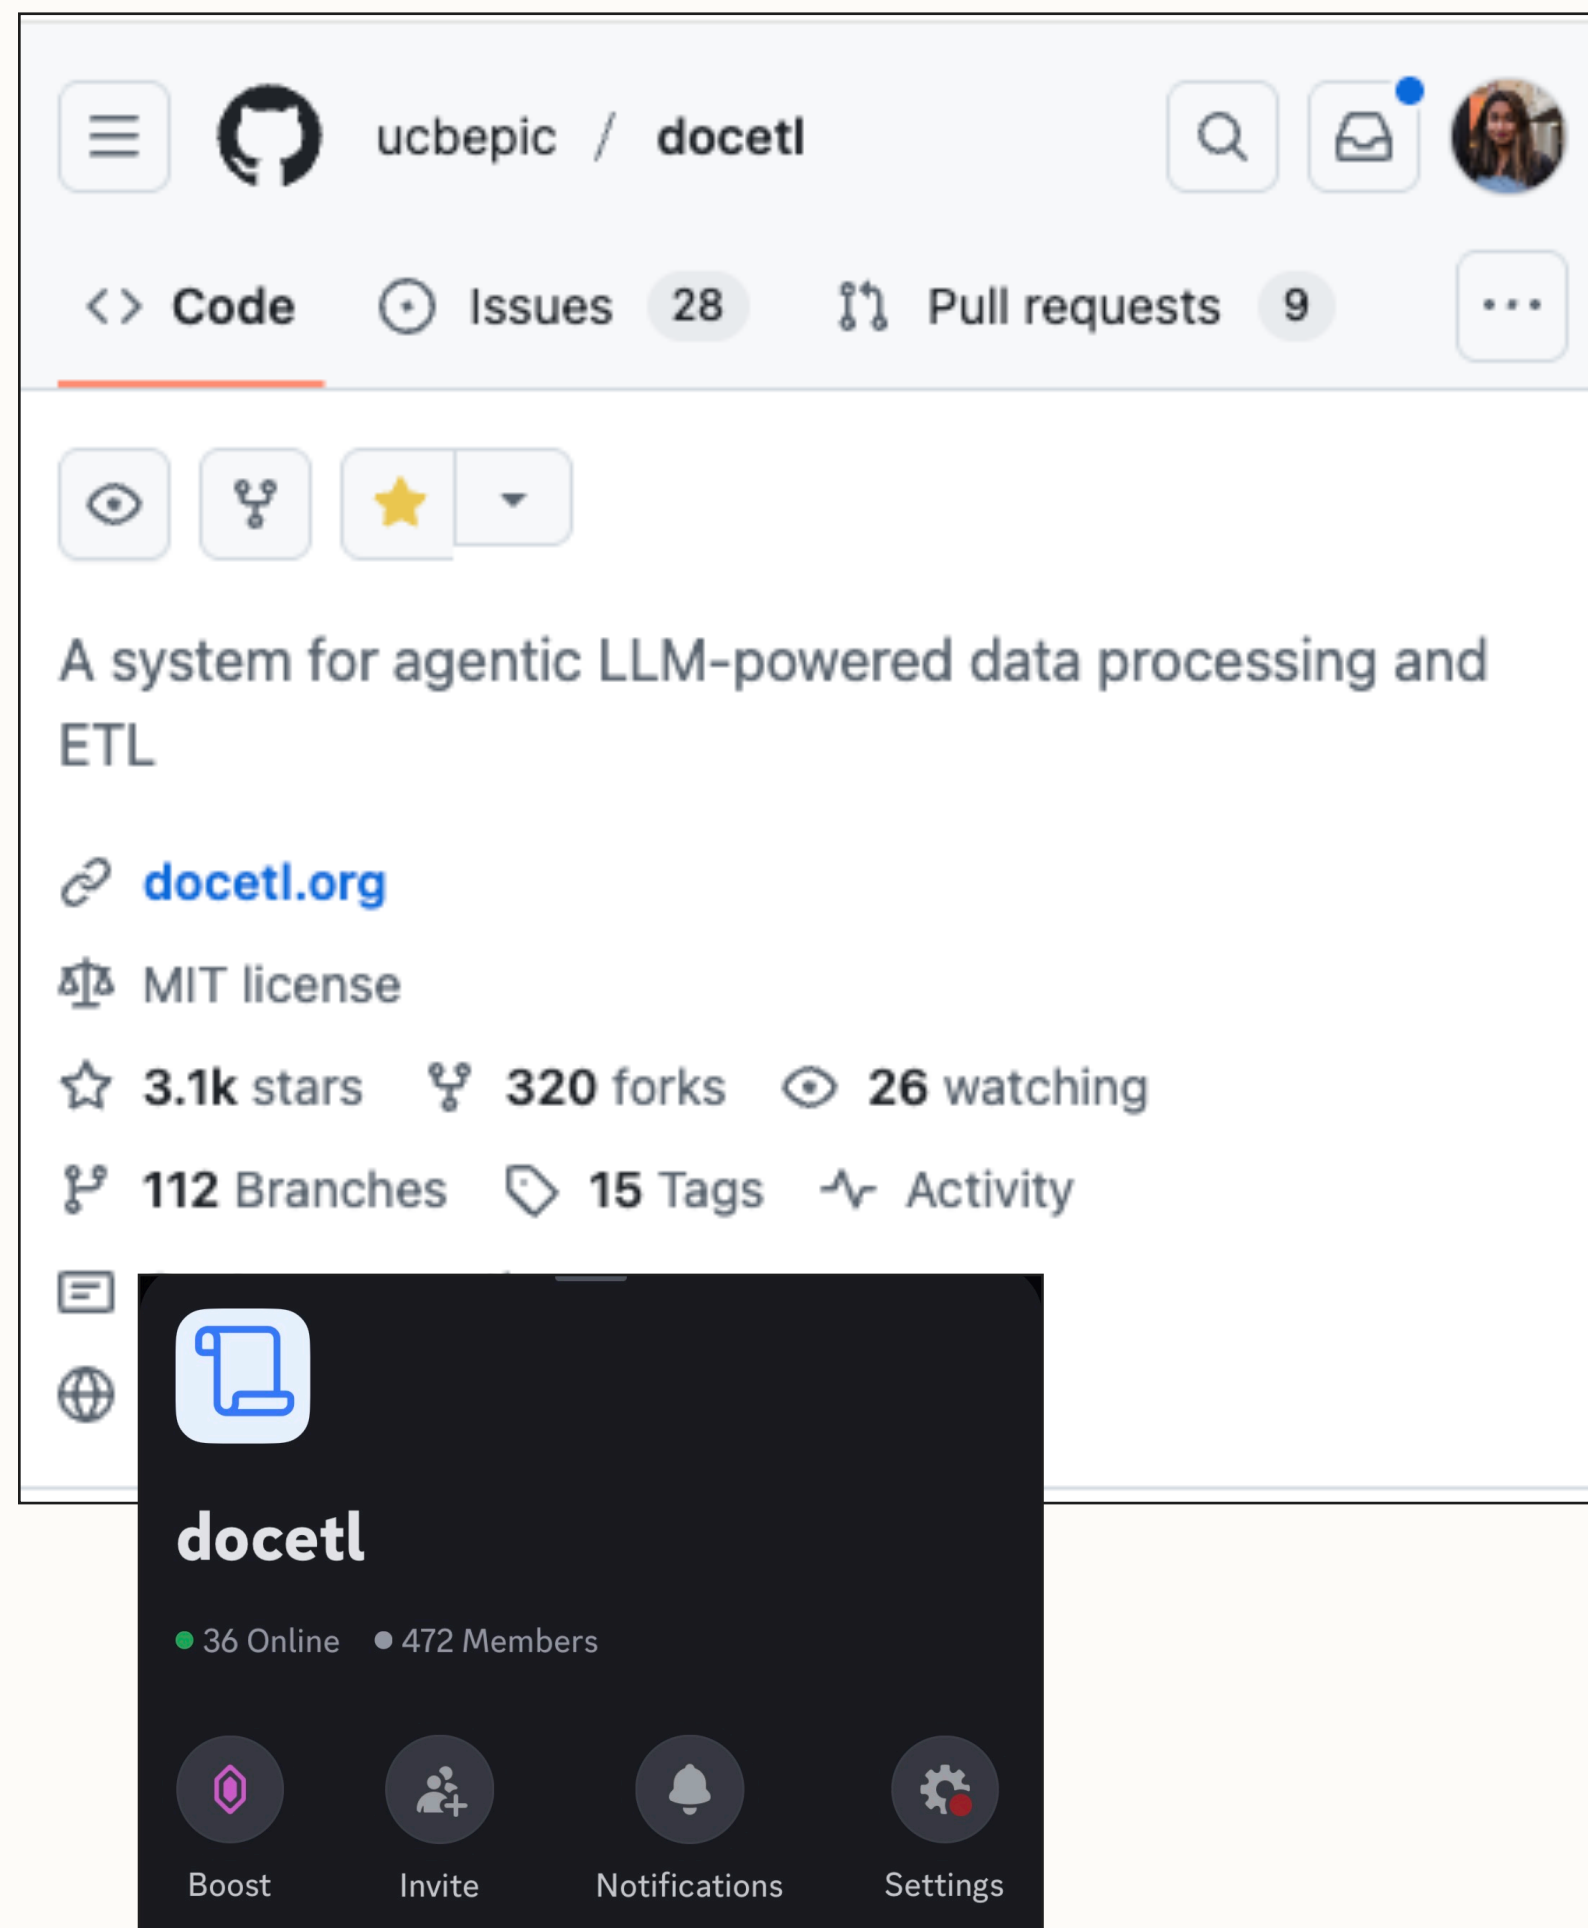 ucbepic / docetl
Code Issues 28 Pull requests 9
A system for agentic LLM-powered data processing and
ETL
docetl.org
MIT license
3.1k stars 320 forks 26 watching
112 Branches 15 Tags Activity
docetl
36 Online 472 Members
Boost Invite Notifications Settings